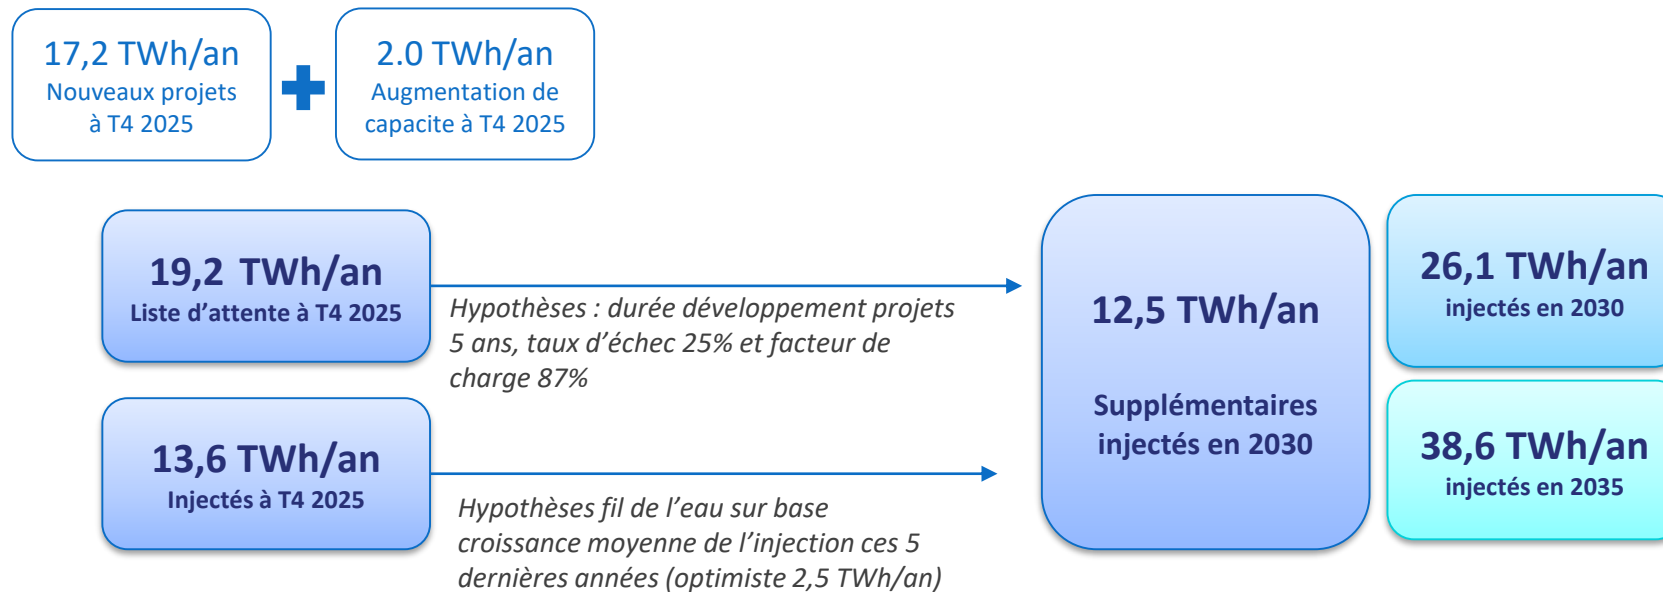 17,2 TWh/an
Nouveaux projets
à T4 2025
2.0 TWh/an
Augmentation de
capacite à T4 2025
19,2 TWh/an
Liste d'attente à T4 2025
Hypothèses : durée développement projets
5 ans, taux d'échec 25% et facteur de
charge 87%
13,6 TWh/an
Injectés à T4 2025
Hypothèses fil de l'eau sur base
croissance moyenne de l'injection ces 5
dernières années (optimiste 2,5 TWh/an)
12,5 TWh/an
Supplémentaires
injectés en 2030
26,1 TWh/an
injectés en 2030
38,6 TWh/an
injectés en 2035